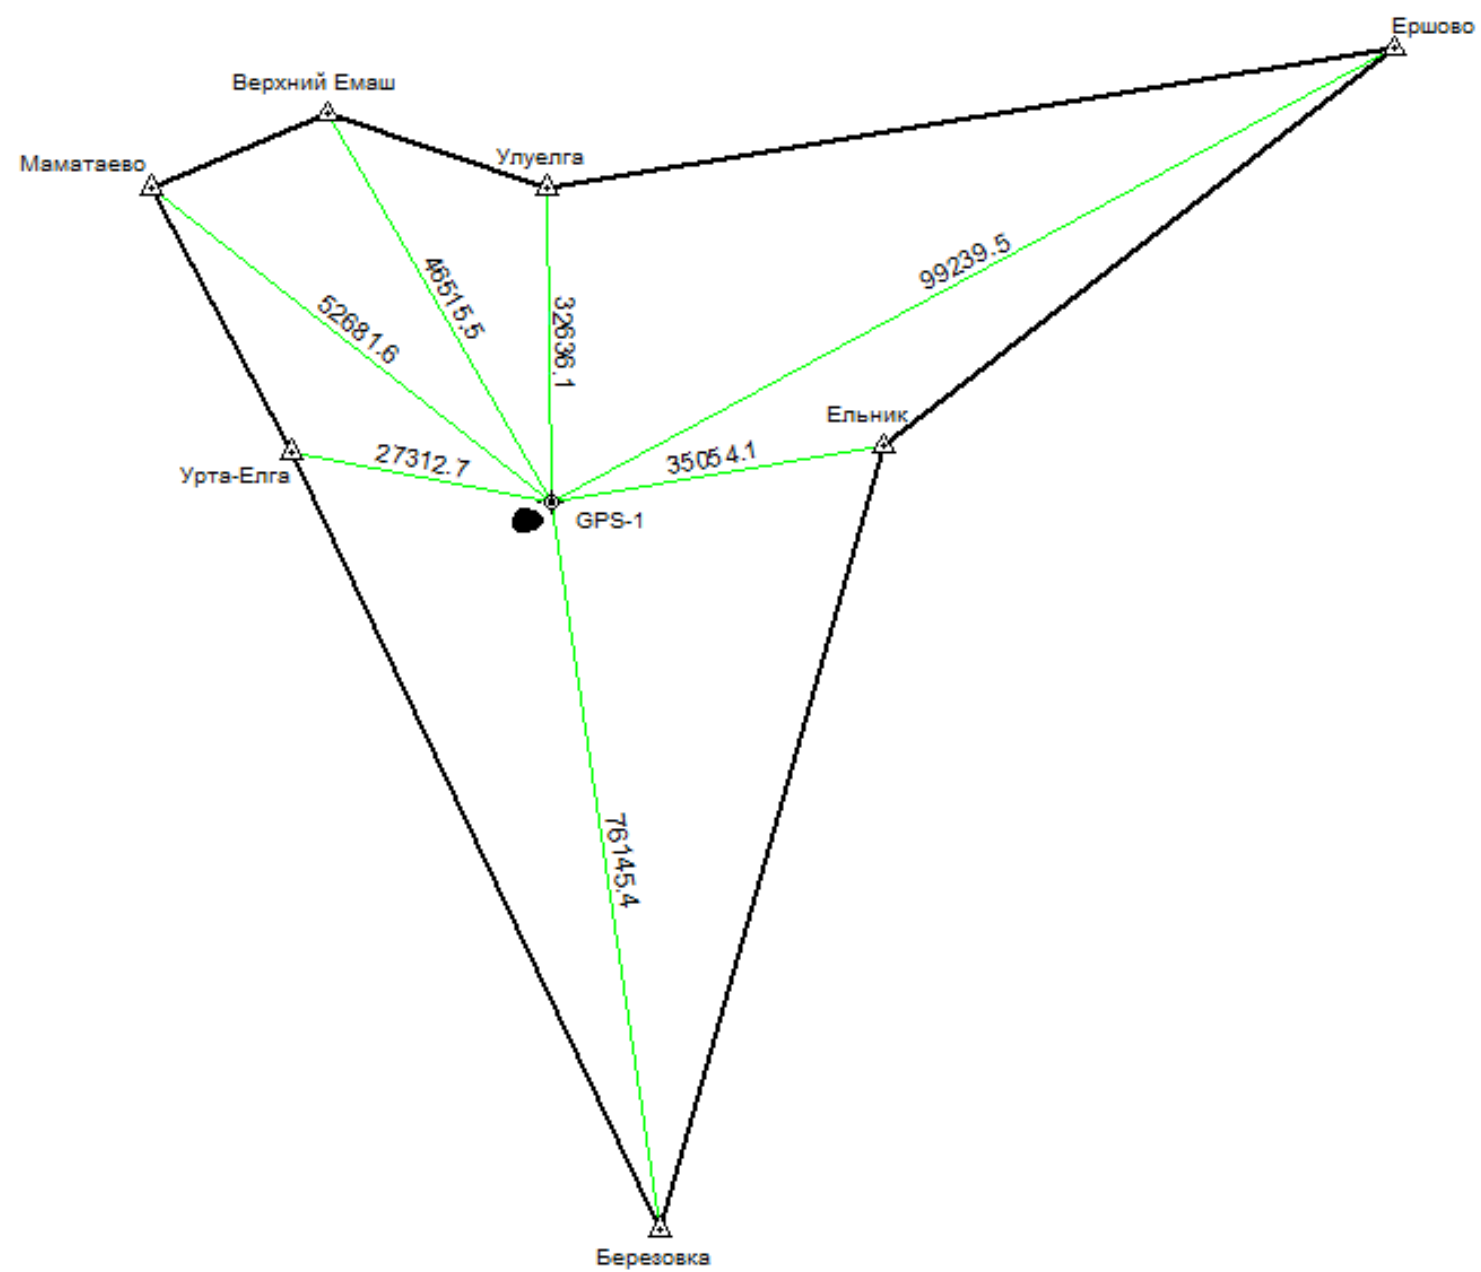 Ершово
Верхний Емаш
Улуелга
Маматаево
99239.5
46515.5
52681.6
32636.1
Ельник
27312.7
35054.1
Урта-Елга
GPS-1
76145.4
Березовка